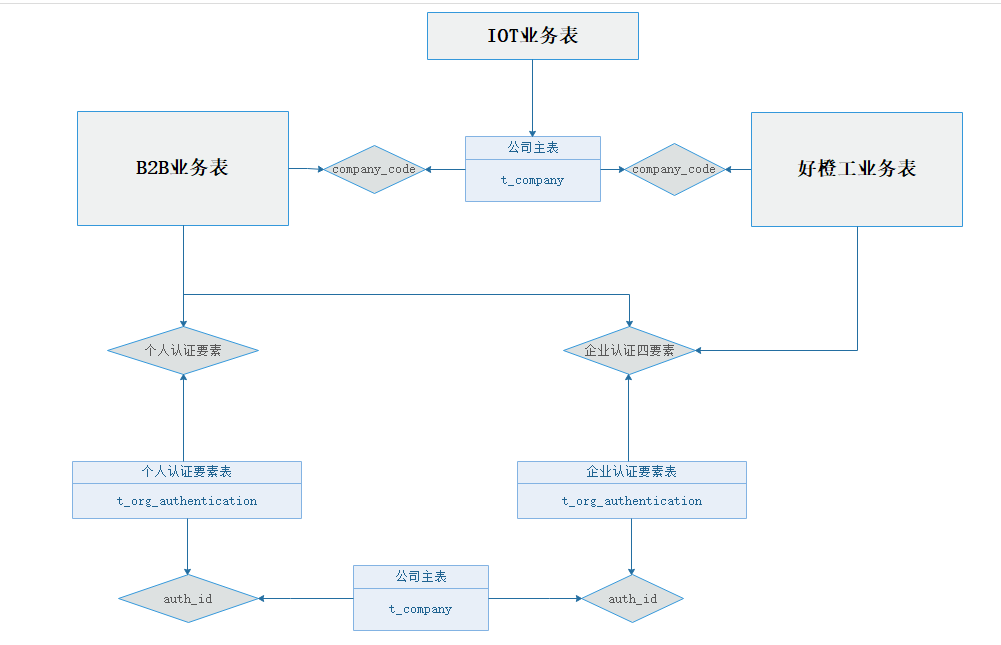 IOT业务表
B2B业务表
company_code
公司主表
t_company
company_code
好橙工业务表
个人认证要素
企业认证四要素
个人认证要素表
t_org_authentication
企业认证要素表
t_org_authentication
auth_id
公司主表
t_company
auth_id